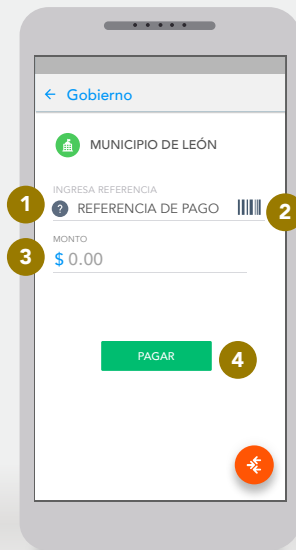 ← Gobierno
MUNICIPIO DE LEÓN
INGRESA REFERENCIA
1 ? REFERENCIA DE PAGO 2
MONTO
3 $ 0.00
PAGAR 4